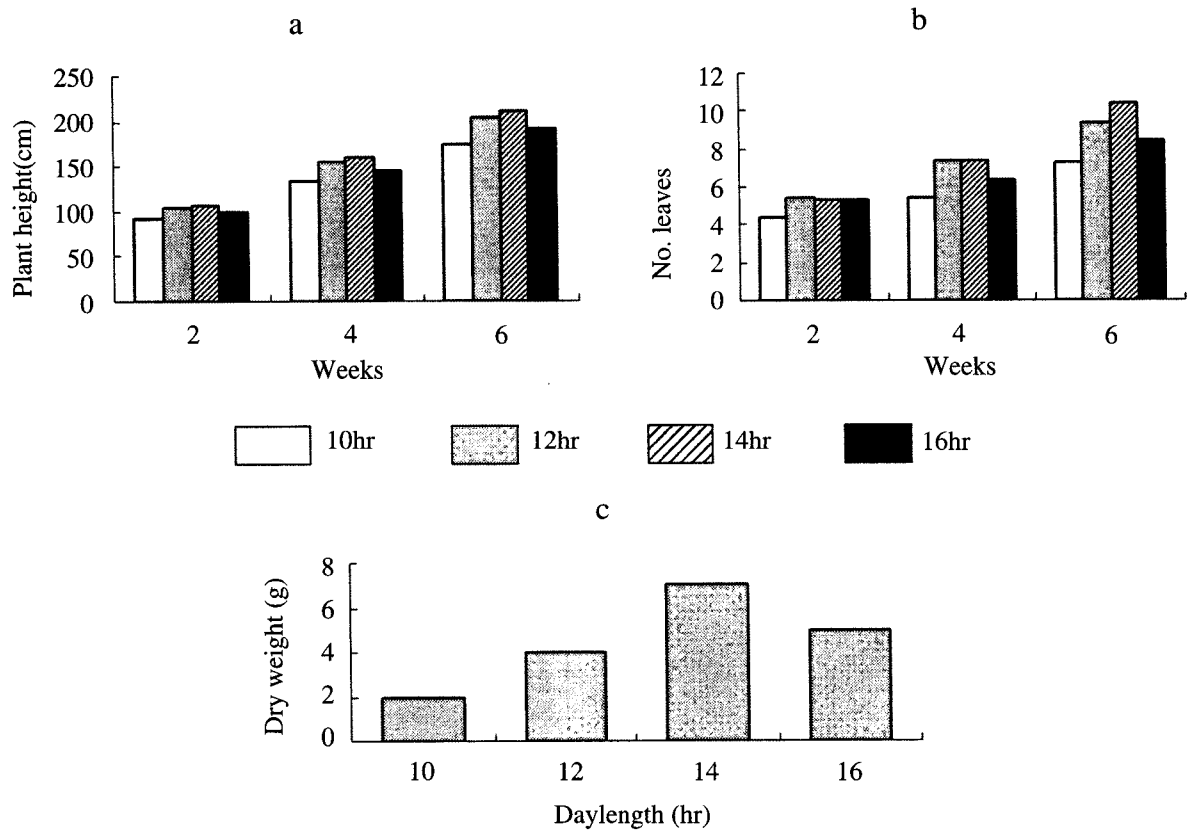 a
250
200
150
100
50
0
Plant height(cm)
2 4 6
Weeks
b
12
10
8
6
4
2
0
No. leaves
2 4 6
Weeks
10hr 12hr 14hr 16hr
c
8
6
4
2
0
Dry weight (g)
10 12 14 16
Daylength (hr)